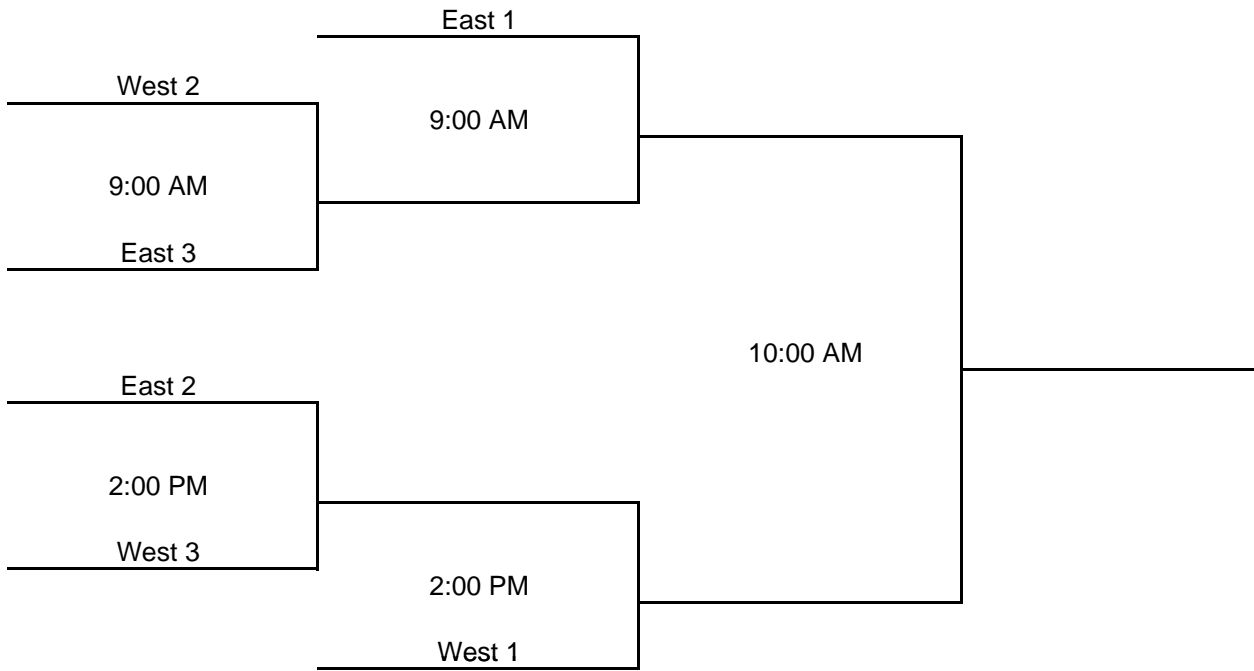 East 1
West 2
9:00 AM
9:00 AM
East 3
10:00 AM
East 2
2:00 PM
West 3
2:00 PM
West 1